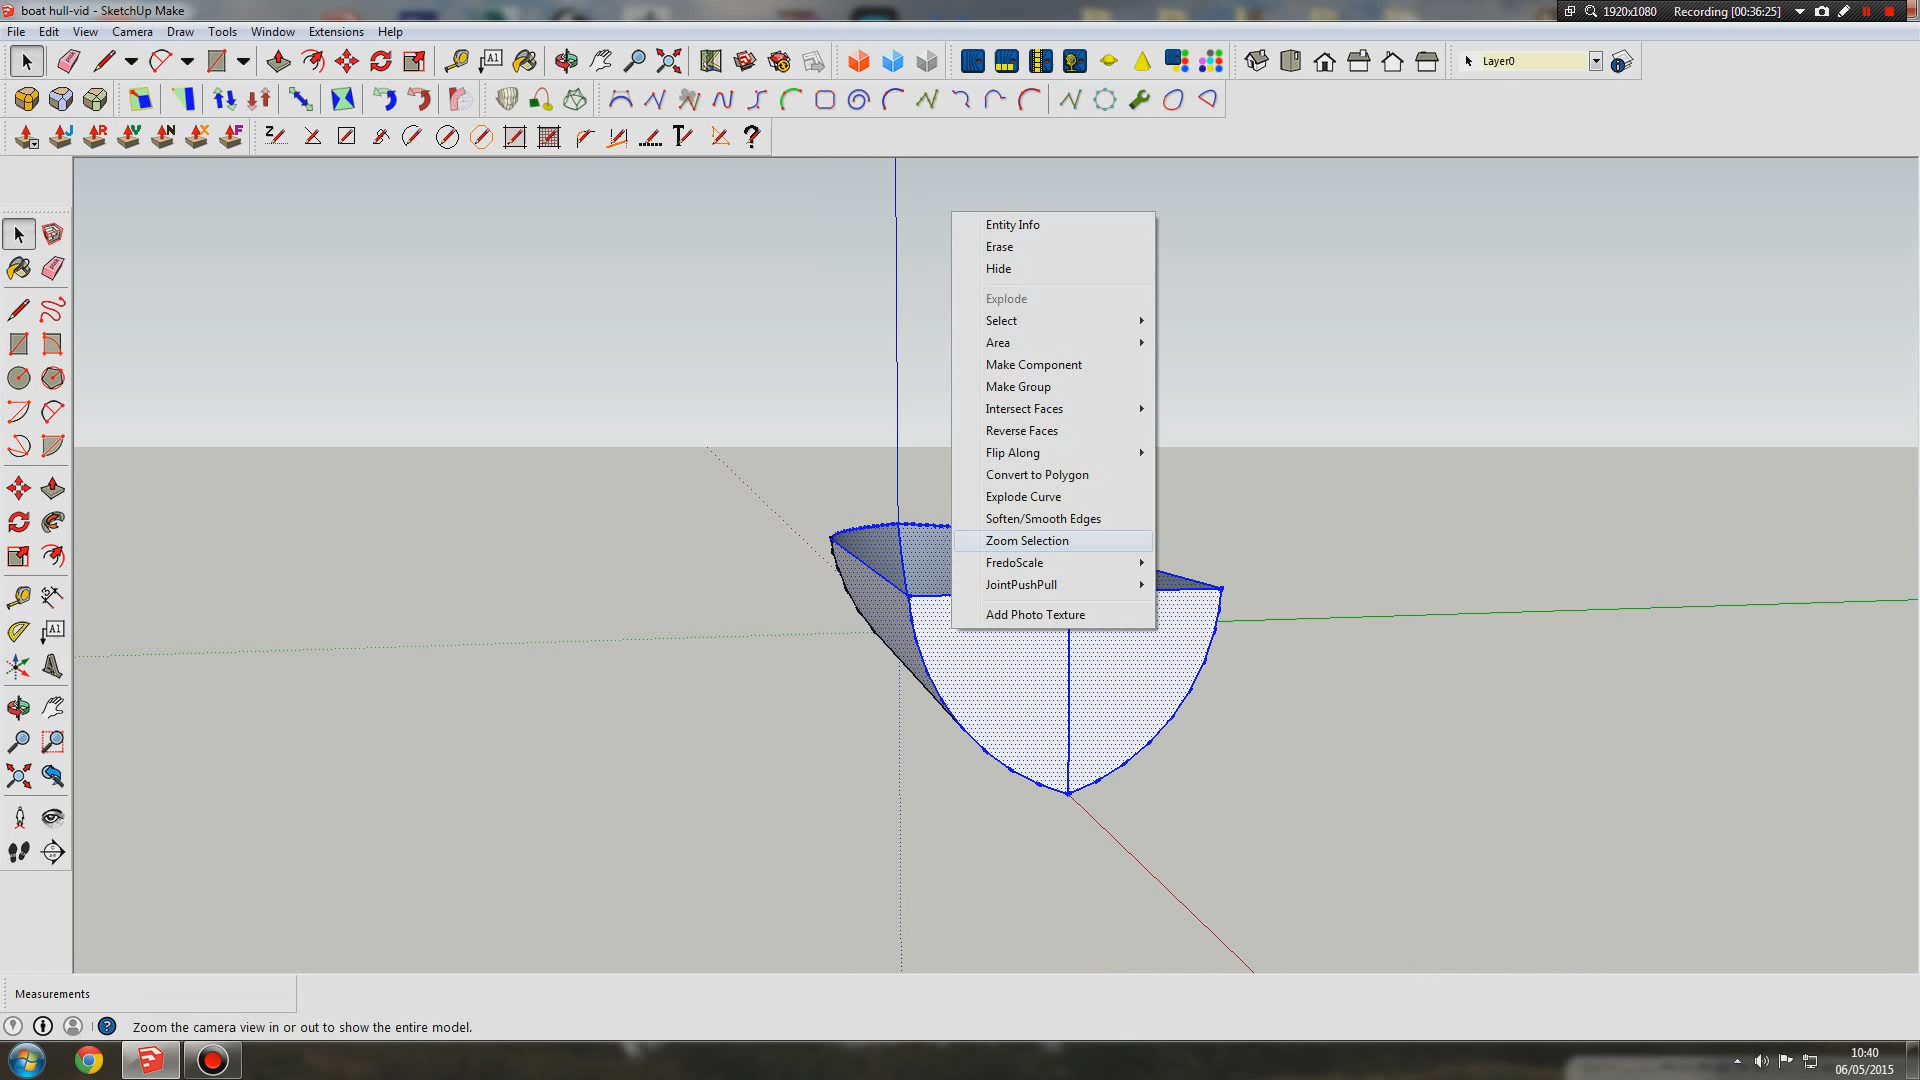 boat hull-vid - SketchUp Make
1920x1080 Recording [00:36:25]
File Edit View Camera Draw Tools Window Extensions Help
A1
Layer0
J R V N X F
Z T ?
Entity Info
Erase
Hide
Explode
Select
Area
Make Component
Make Group
Intersect Faces
Reverse Faces
Flip Along
Convert to Polygon
Explode Curve
Soften/Smooth Edges
Zoom Selection
FredoScale
JointPushPull
Add Photo Texture
A1
Measurements
Zoom the camera view in or out to show the entire model.
10:40
06/05/2015